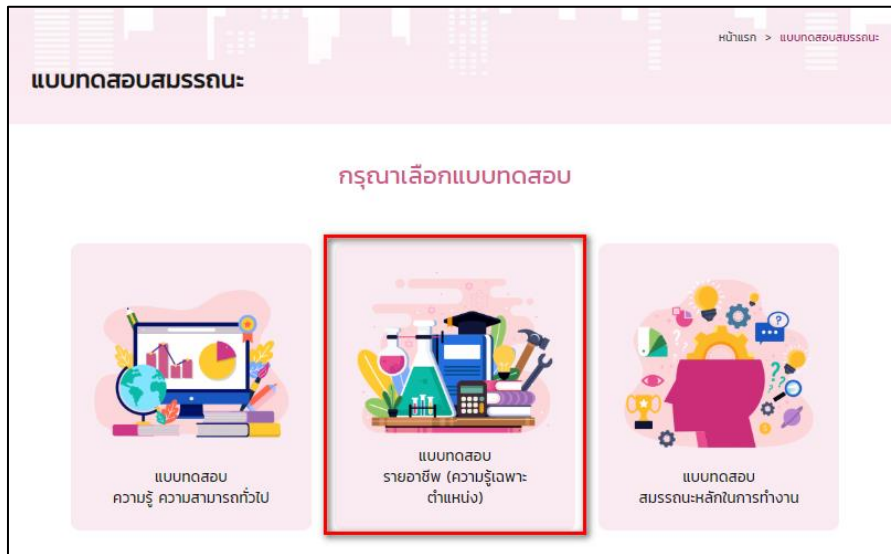 หน้าแรก > แบบทดสอบสมรรถนะ
แบบทดสอบสมรรถนะ
กรุณาเลือกแบบทดสอบ
แบบทดสอบ
ความรู้ ความสามารถทั่วไป
แบบทดสอบ
รายอาชีพ (ความรู้เฉพาะ
ตำแหน่ง)
แบบทดสอบ
สมรรถนะหลักในการทำงาน